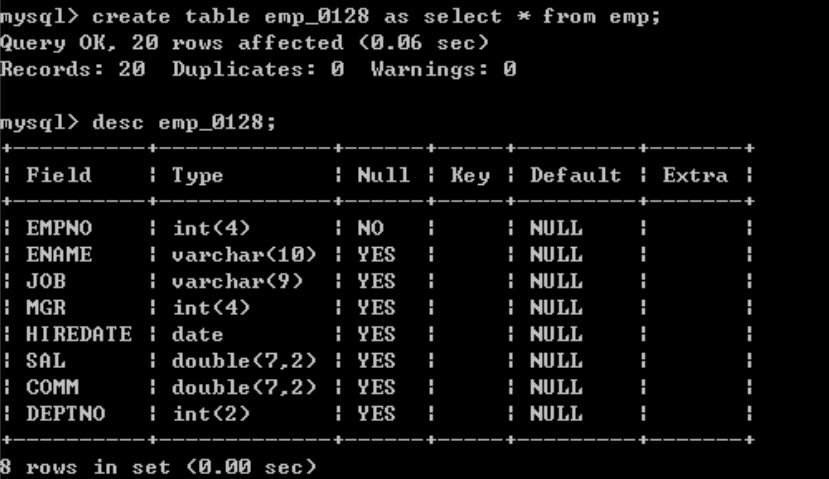 mysql> create table emp_0128 as select * from emp;
Query OK, 20 rows affected (0.06 sec)
Records: 20  Duplicates: 0  Warnings: 0

mysql> desc emp_0128;
+----------+-------------+------+-----+---------+-------+
| Field    | Type        | Null | Key | Default | Extra |
+----------+-------------+------+-----+---------+-------+
| EMPNO    | int(4)      | NO   |     | NULL    |       |
| ENAME    | varchar(10) | YES  |     | NULL    |       |
| JOB      | varchar(9)  | YES  |     | NULL    |       |
| MGR      | int(4)      | YES  |     | NULL    |       |
| HIREDATE | date        | YES  |     | NULL    |       |
| SAL      | double(7,2) | YES  |     | NULL    |       |
| COMM     | double(7,2) | YES  |     | NULL    |       |
| DEPTNO   | int(2)      | YES  |     | NULL    |       |
+----------+-------------+------+-----+---------+-------+
8 rows in set (0.00 sec)